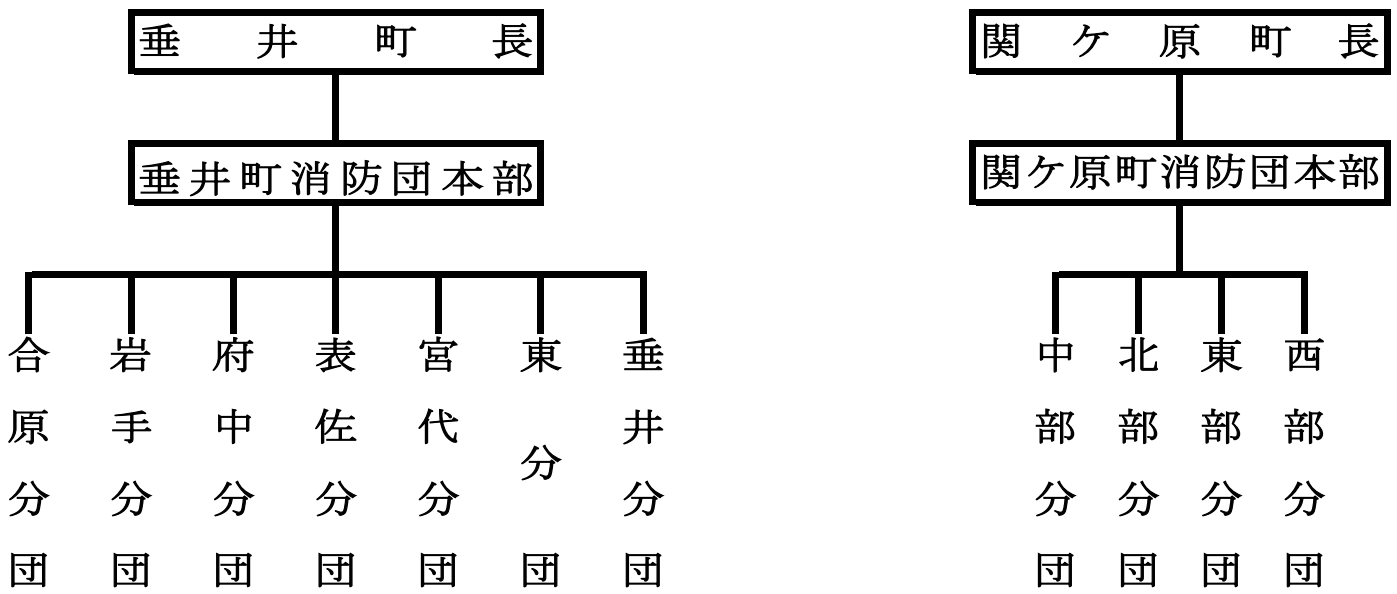 垂井町長
垂井町消防団本部
合原分団
岩手分団
府中分団
表佐分団
宮代分団
東分団
垂井分団
関ケ原町長
関ケ原町消防団本部
中部分団
北部分団
東部分団
西部分団